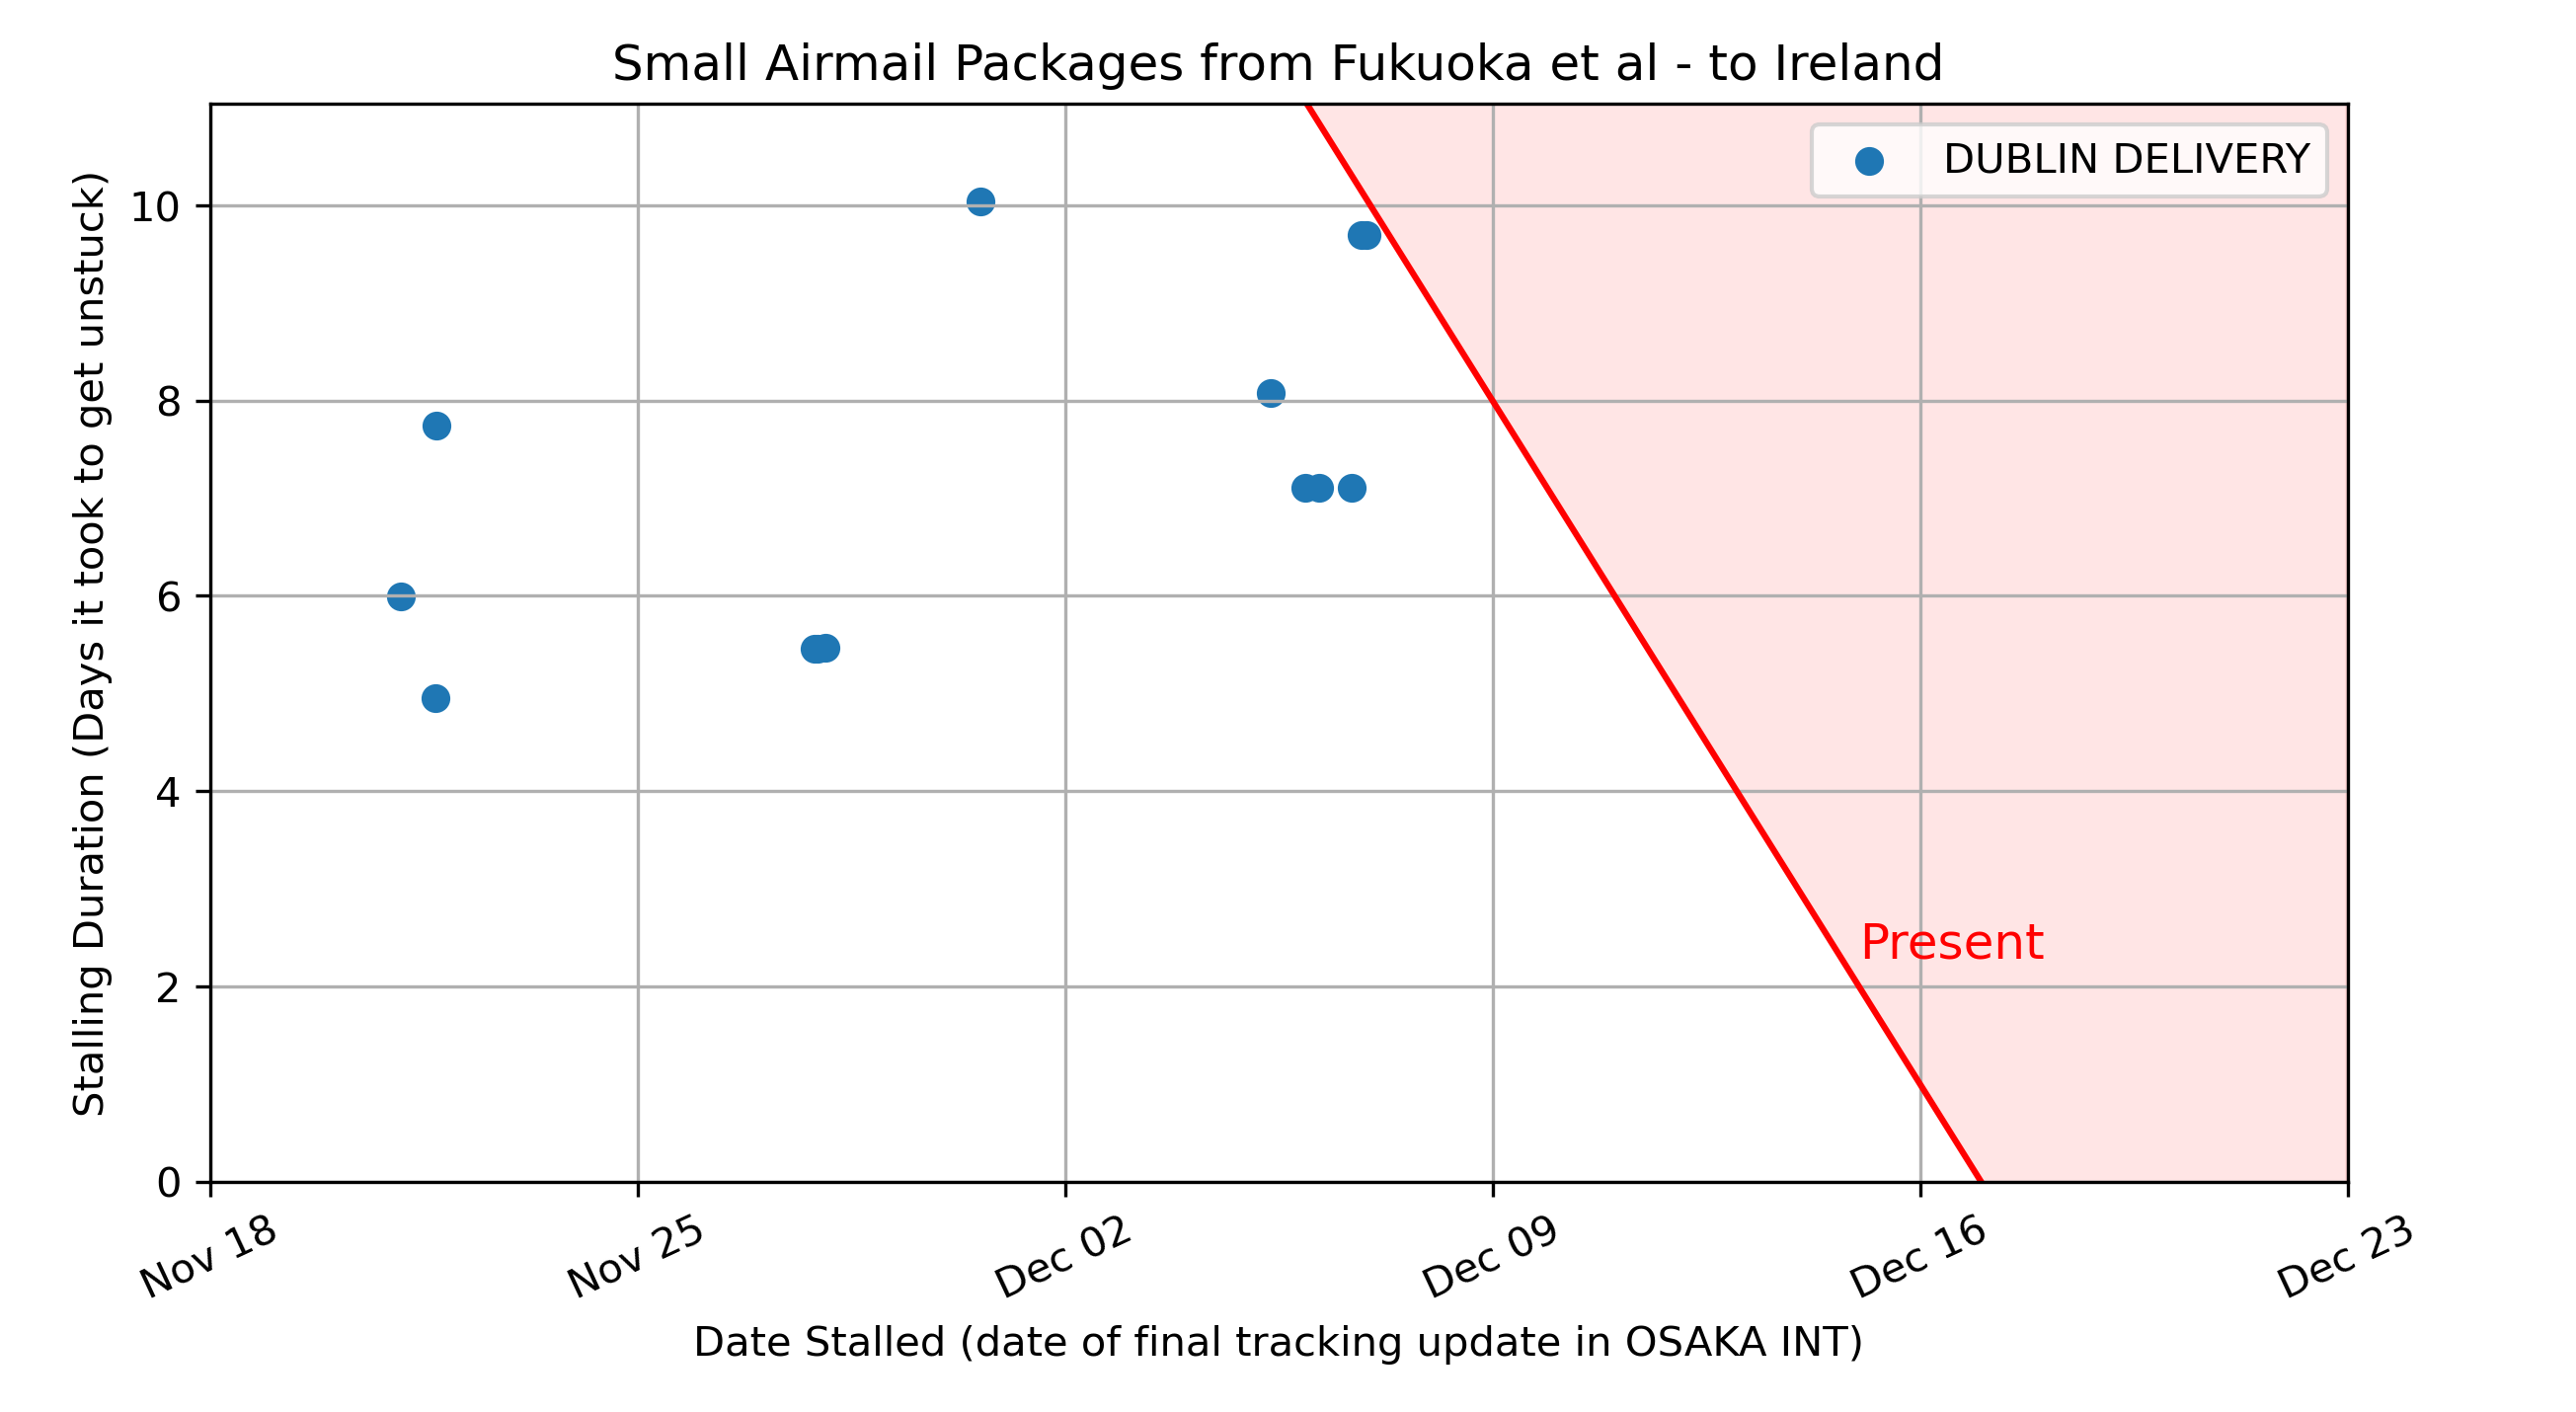 Small Airmail Packages from Fukuoka et al - to Ireland
DUBLIN DELIVERY
Stalling Duration (Days it took to get unstuck)
10
8
6
4
2
0
Present
Nov 18
Nov 25
Dec 02
Dec 09
Dec 16
Dec 23
Date Stalled (date of final tracking update in OSAKA INT)